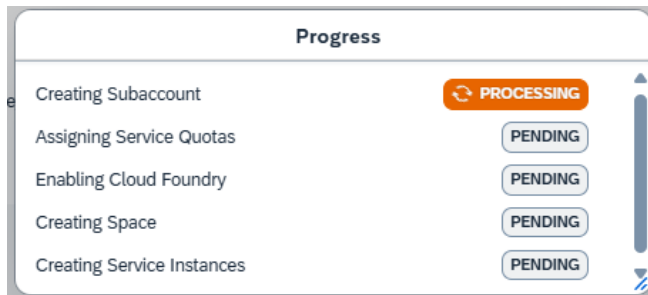 Progress
Creating Subaccount PROCESSING
Assigning Service Quotas PENDING
Enabling Cloud Foundry PENDING
Creating Space PENDING
Creating Service Instances PENDING